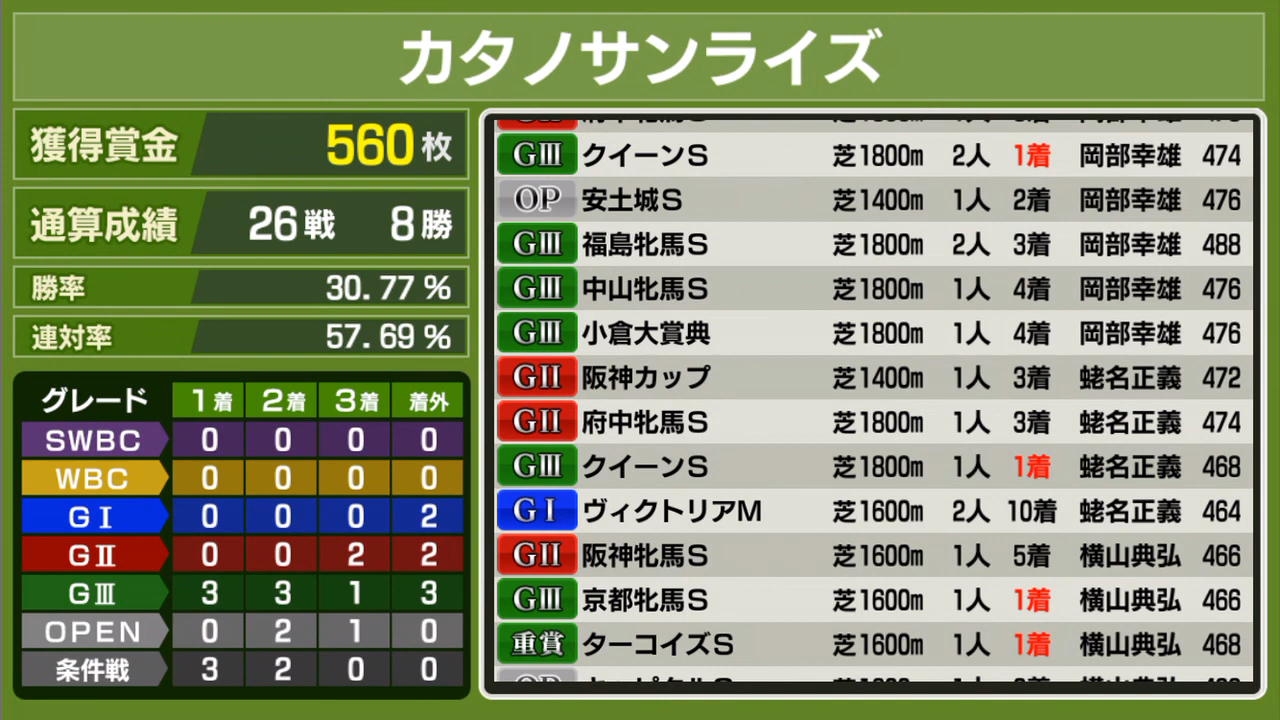 カタノサンライズ
獲得賞金 560枚
通算成績 26戦 8勝
勝率 30.77%
連対率 57.69%
グレード 1着 2着 3着 着外
SWBC 0 0 0 0
WBC 0 0 0 0
GⅠ 0 0 0 2
GⅡ 0 0 2 2
GⅢ 3 3 1 3
OPEN 0 2 1 0
条件戦 3 2 0 0
GⅢ クイーンS 芝1800m 2人 1着 岡部幸雄 474
OP 安土城S 芝1400m 1人 2着 岡部幸雄 476
GⅢ 福島牝馬S 芝1800m 2人 3着 岡部幸雄 488
GⅢ 中山牝馬S 芝1800m 1人 4着 岡部幸雄 476
GⅢ 小倉大賞典 芝1800m 1人 4着 岡部幸雄 476
GⅡ 阪神カップ 芝1400m 1人 3着 蛯名正義 472
GⅡ 府中牝馬S 芝1800m 1人 3着 蛯名正義 474
GⅢ クイーンS 芝1800m 1人 1着 蛯名正義 468
GⅠ ヴィクトリアM 芝1600m 2人 10着 蛯名正義 464
GⅡ 阪神牝馬S 芝1600m 1人 5着 横山典弘 466
GⅢ 京都牝馬S 芝1600m 1人 1着 横山典弘 466
重賞 ターコイズS 芝1600m 1人 1着 横山典弘 468